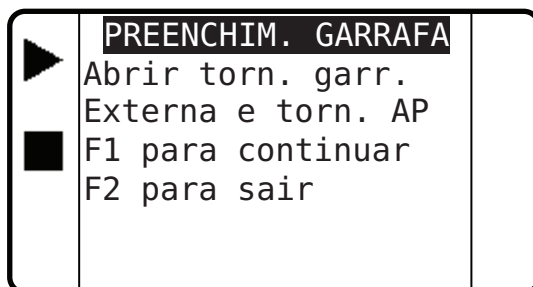 PREENCHIM. GARRAFA
Abrir torn. garr.
Externa e torn. AP
F1 para continuar
F2 para sair